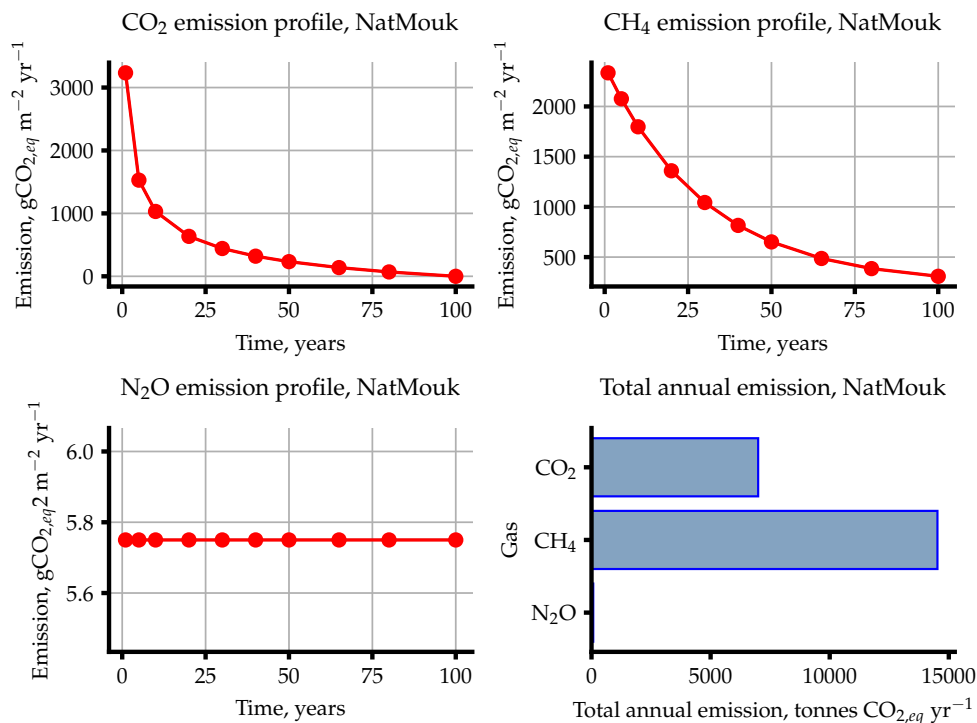 CO₂ emission profile, NatMouk
Emission, gCO₂,eq m⁻² yr⁻¹
3000
2000
1000
0
0 25 50 75 100
Time, years
CH₄ emission profile, NatMouk
Emission, gCO₂,eq m⁻² yr⁻¹
2000
1500
1000
500
0 25 50 75 100
Time, years
N₂O emission profile, NatMouk
Emission, gCO₂,eq2 m⁻² yr⁻¹
6.0
5.8
5.6
0 25 50 75 100
Time, years
Total annual emission, NatMouk
Gas
CO₂
CH₄
N₂O
0 5000 10000 15000
Total annual emission, tonnes CO₂,eq yr⁻¹